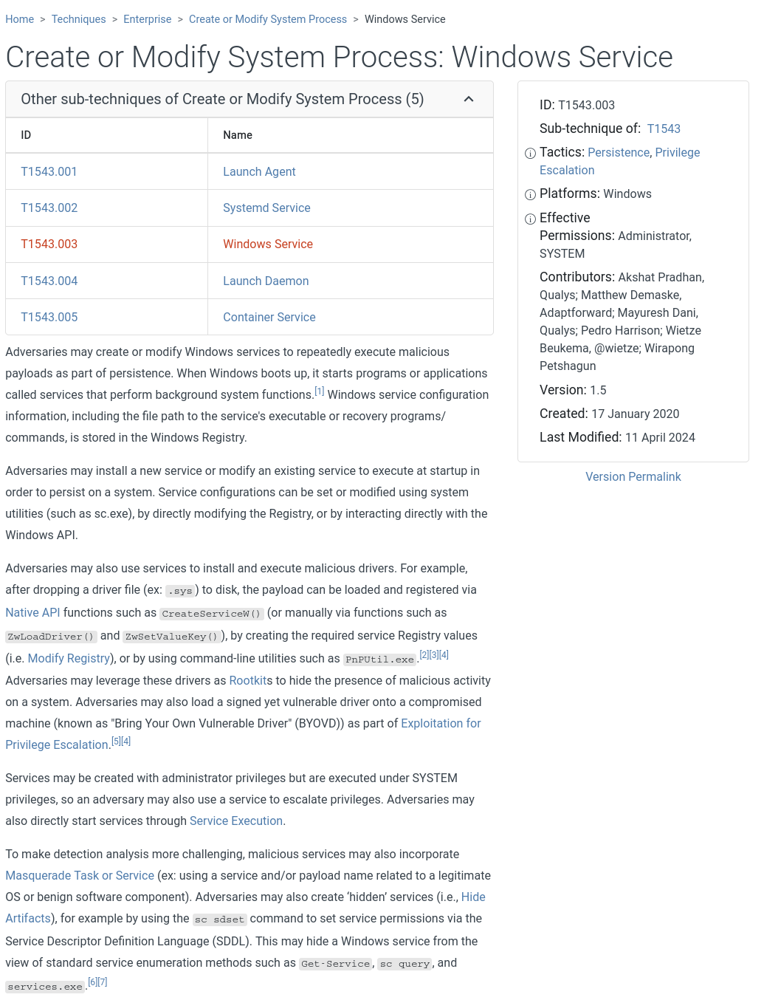 Home > Techniques > Enterprise > Create or Modify System Process > Windows Service
Create or Modify System Process: Windows Service
Other sub-techniques of Create or Modify System Process (5)
ID Name
T1543.001 Launch Agent
T1543.002 Systemd Service
T1543.003 Windows Service
T1543.004 Launch Daemon
T1543.005 Container Service
Adversaries may create or modify Windows services to repeatedly execute malicious
payloads as part of persistence. When Windows boots up, it starts programs or applications
called services that perform background system functions.[1] Windows service configuration
information, including the file path to the service's executable or recovery programs/
commands, is stored in the Windows Registry.
Adversaries may install a new service or modify an existing service to execute at startup in
order to persist on a system. Service configurations can be set or modified using system
utilities (such as sc.exe), by directly modifying the Registry, or by interacting directly with the
Windows API.
Adversaries may also use services to install and execute malicious drivers. For example,
after dropping a driver file (ex: .sys) to disk, the payload can be loaded and registered via
Native API functions such as CreateServiceW() (or manually via functions such as
ZwLoadDriver() and ZwSetValueKey()), by creating the required service Registry values
(i.e. Modify Registry), or by using command-line utilities such as PnPUtil.exe.[2][3][4]
Adversaries may leverage these drivers as Rootkits to hide the presence of malicious activity
on a system. Adversaries may also load a signed yet vulnerable driver onto a compromised
machine (known as "Bring Your Own Vulnerable Driver" (BYOVD)) as part of Exploitation for
Privilege Escalation.[5][4]
Services may be created with administrator privileges but are executed under SYSTEM
privileges, so an adversary may also use a service to escalate privileges. Adversaries may
also directly start services through Service Execution.
To make detection analysis more challenging, malicious services may also incorporate
Masquerade Task or Service (ex: using a service and/or payload name related to a legitimate
OS or benign software component). Adversaries may also create ‘hidden’ services (i.e., Hide
Artifacts), for example by using the sc sdset command to set service permissions via the
Service Descriptor Definition Language (SDDL). This may hide a Windows service from the
view of standard service enumeration methods such as Get-Service, sc query, and
services.exe.[6][7]
ID: T1543.003
Sub-technique of: T1543
Tactics: Persistence, Privilege
Escalation
Platforms: Windows
Effective
Permissions: Administrator,
SYSTEM
Contributors: Akshat Pradhan,
Qualys; Matthew Demaske,
Adaptforward; Mayuresh Dani,
Qualys; Pedro Harrison; Wietze
Beukema, @wietze; Wirapong
Petshagun
Version: 1.5
Created: 17 January 2020
Last Modified: 11 April 2024
Version Permalink